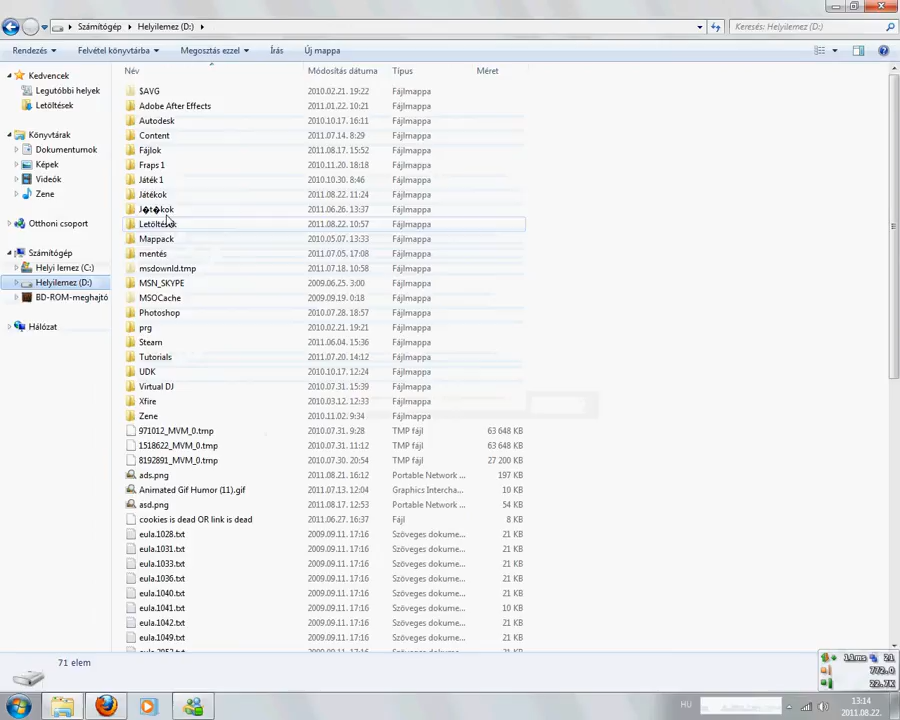 Számítógép ▸ Helyilemez (D:) ▸
Keresés: Helyilemez (D:)
Rendezés Felvétel könyvtárba Megosztás ezzel Írás Új mappa
Név Módosítás dátuma Típus Méret
Kedvencek
Legutóbbi helyek
Letöltések
Könyvtárak
Dokumentumok
Képek
Videók
Zene
Otthoni csoport
Számítógép
Helyi lemez (C:)
Helyilemez (D:)
BD-ROM-meghajtó
Hálózat
$AVG 2010.02.21. 19:22 Fájlmappa
Adobe After Effects 2011.01.22. 10:21 Fájlmappa
Autodesk 2010.10.17. 16:11 Fájlmappa
Content 2011.07.14. 8:29 Fájlmappa
Fájlok 2011.08.17. 15:52 Fájlmappa
Fraps 1 2010.11.20. 18:18 Fájlmappa
Játék 1 2010.10.30. 8:46 Fájlmappa
Játékok 2011.08.22. 11:24 Fájlmappa
J�t�kok 2011.06.26. 13:37 Fájlmappa
Letöltések 2011.08.22. 10:57 Fájlmappa
Mappack 2010.05.07. 13:33 Fájlmappa
mentés 2011.07.05. 17:08 Fájlmappa
msdownld.tmp 2011.07.18. 10:58 Fájlmappa
MSN_SKYPE 2009.06.25. 3:00 Fájlmappa
MSOCache 2009.09.19. 0:18 Fájlmappa
Photoshop 2010.07.28. 18:57 Fájlmappa
prg 2010.02.21. 19:21 Fájlmappa
Steam 2011.06.04. 15:36 Fájlmappa
Tutorials 2011.07.20. 14:12 Fájlmappa
UDK 2010.10.17. 12:24 Fájlmappa
Virtual DJ 2010.07.31. 15:39 Fájlmappa
Xfire 2010.03.12. 12:33 Fájlmappa
Zene 2010.11.02. 9:34 Fájlmappa
971012_MVM_0.tmp 2010.07.31. 9:28 TMP fájl 63 648 KB
1518622_MVM_0.tmp 2010.07.31. 11:12 TMP fájl 63 648 KB
8192891_MVM_0.tmp 2010.07.30. 20:54 TMP fájl 27 200 KB
ads.png 2011.08.21. 16:12 Portable Network ... 197 KB
Animated Gif Humor (11).gif 2011.07.13. 12:04 Graphics Intercha... 10 KB
asd.png 2011.08.17. 12:53 Portable Network ... 54 KB
cookies is dead OR link is dead 2011.06.27. 16:37 Fájl 8 KB
eula.1028.txt 2009.09.11. 17:16 Szöveges dokume... 21 KB
eula.1031.txt 2009.09.11. 17:16 Szöveges dokume... 21 KB
eula.1033.txt 2009.09.11. 17:16 Szöveges dokume... 21 KB
eula.1036.txt 2009.09.11. 17:16 Szöveges dokume... 21 KB
eula.1040.txt 2009.09.11. 17:16 Szöveges dokume... 21 KB
eula.1041.txt 2009.09.11. 17:16 Szöveges dokume... 10 KB
eula.1042.txt 2009.09.11. 17:16 Szöveges dokume... 21 KB
eula.1049.txt 2009.09.11. 17:16 Szöveges dokume... 21 KB
71 elem
11ms 21
772.0
22.7K
HU
13:14
2011.08.22.